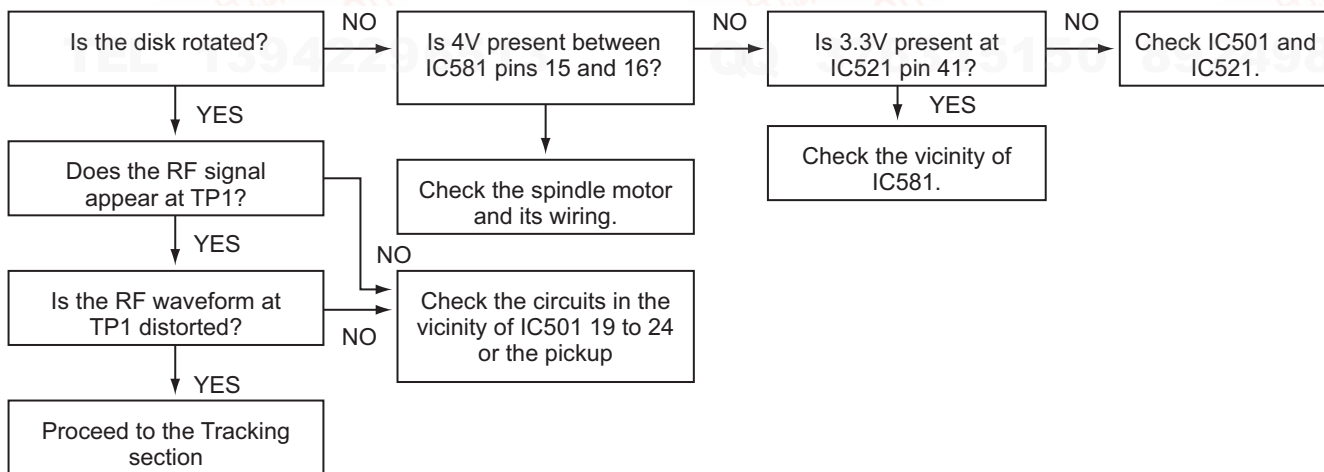 Is the disk rotated?
NO
Is 4V present between
IC581 pins 15 and 16?
NO
Is 3.3V present at
IC521 pin 41?
NO
Check IC501 and
IC521.
YES
YES
Does the RF signal
appear at TP1?
Check the spindle motor
and its wiring.
Check the vicinity of
IC581.
YES
NO
Is the RF waveform at
TP1 distorted?
NO
Check the circuits in the
vicinity of IC501 19 to 24
or the pickup
YES
Proceed to the Tracking
section